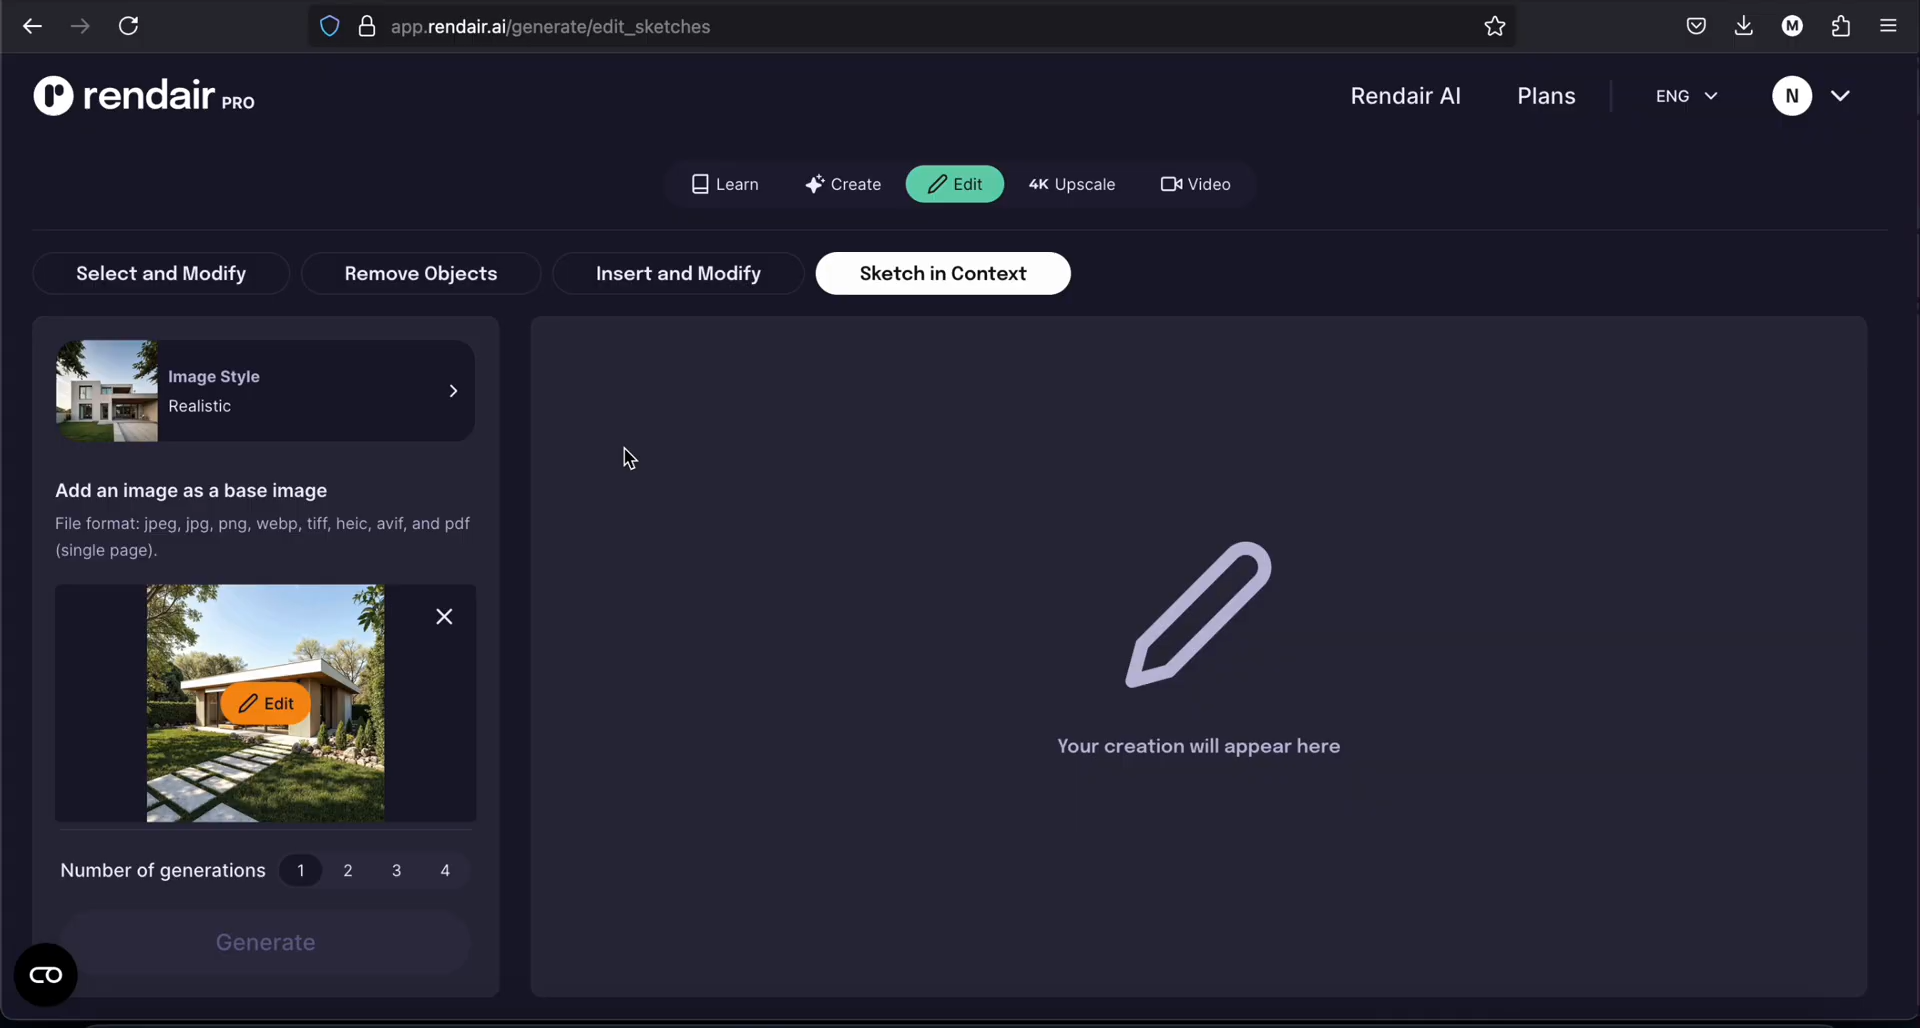 app.rendair.ai/generate/edit_sketches
M
rendair PRO
Rendair AI
Plans
ENG
N
Learn
Create
Edit
4K Upscale
Video
Select and Modify
Remove Objects
Insert and Modify
Sketch in Context
Image Style
Realistic
Add an image as a base image
File format: jpeg, jpg, png, webp, tiff, heic, avif, and pdf
(single page).
Edit
Your creation will appear here
Number of generations 1 2 3 4
Generate